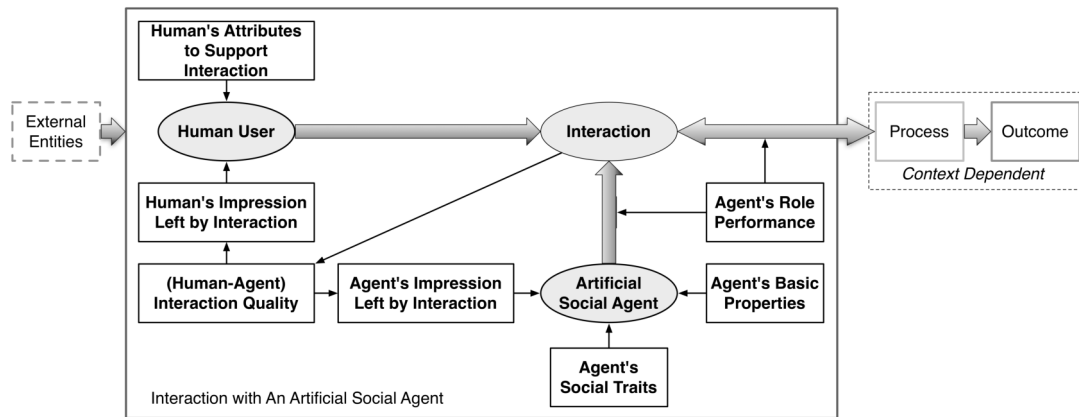 Human's Attributes
to Support
Interaction
External
Entities
Human User
Interaction
Process
Outcome
Context Dependent
Human's Impression
Left by Interaction
Agent's Role
Performance
(Human-Agent)
Interaction Quality
Agent's Impression
Left by Interaction
Artificial
Social Agent
Agent's Basic
Properties
Agent's
Social Traits
Interaction with An Artificial Social Agent